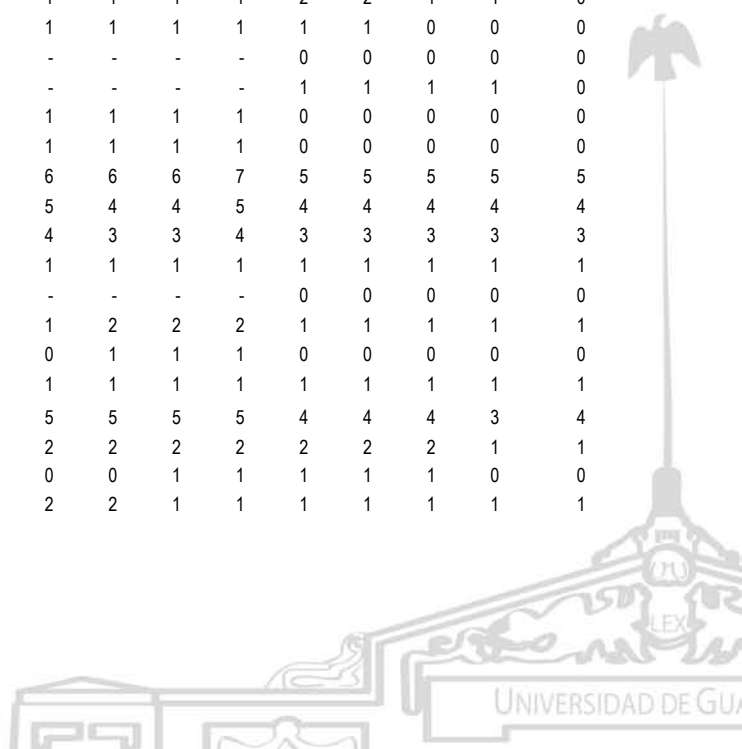 1 1 1 1 1 1 0 0 0
- - - - 0 0 0 0 0
- - - - 1 1 1 1 0
1 1 1 1 0 0 0 0 0
1 1 1 1 0 0 0 0 0
6 6 6 7 5 5 5 5 5
5 4 4 5 4 4 4 4 4
4 3 3 4 3 3 3 3 3
1 1 1 1 1 1 1 1 1
- - - - 0 0 0 0 0
1 2 2 2 1 1 1 1 1
0 1 1 1 0 0 0 0 0
1 1 1 1 1 1 1 1 1
5 5 5 5 4 4 4 3 4
2 2 2 2 2 2 2 1 1
0 0 1 1 1 1 1 0 0
2 2 1 1 1 1 1 1 1
LEX
UNIVERSIDAD DE